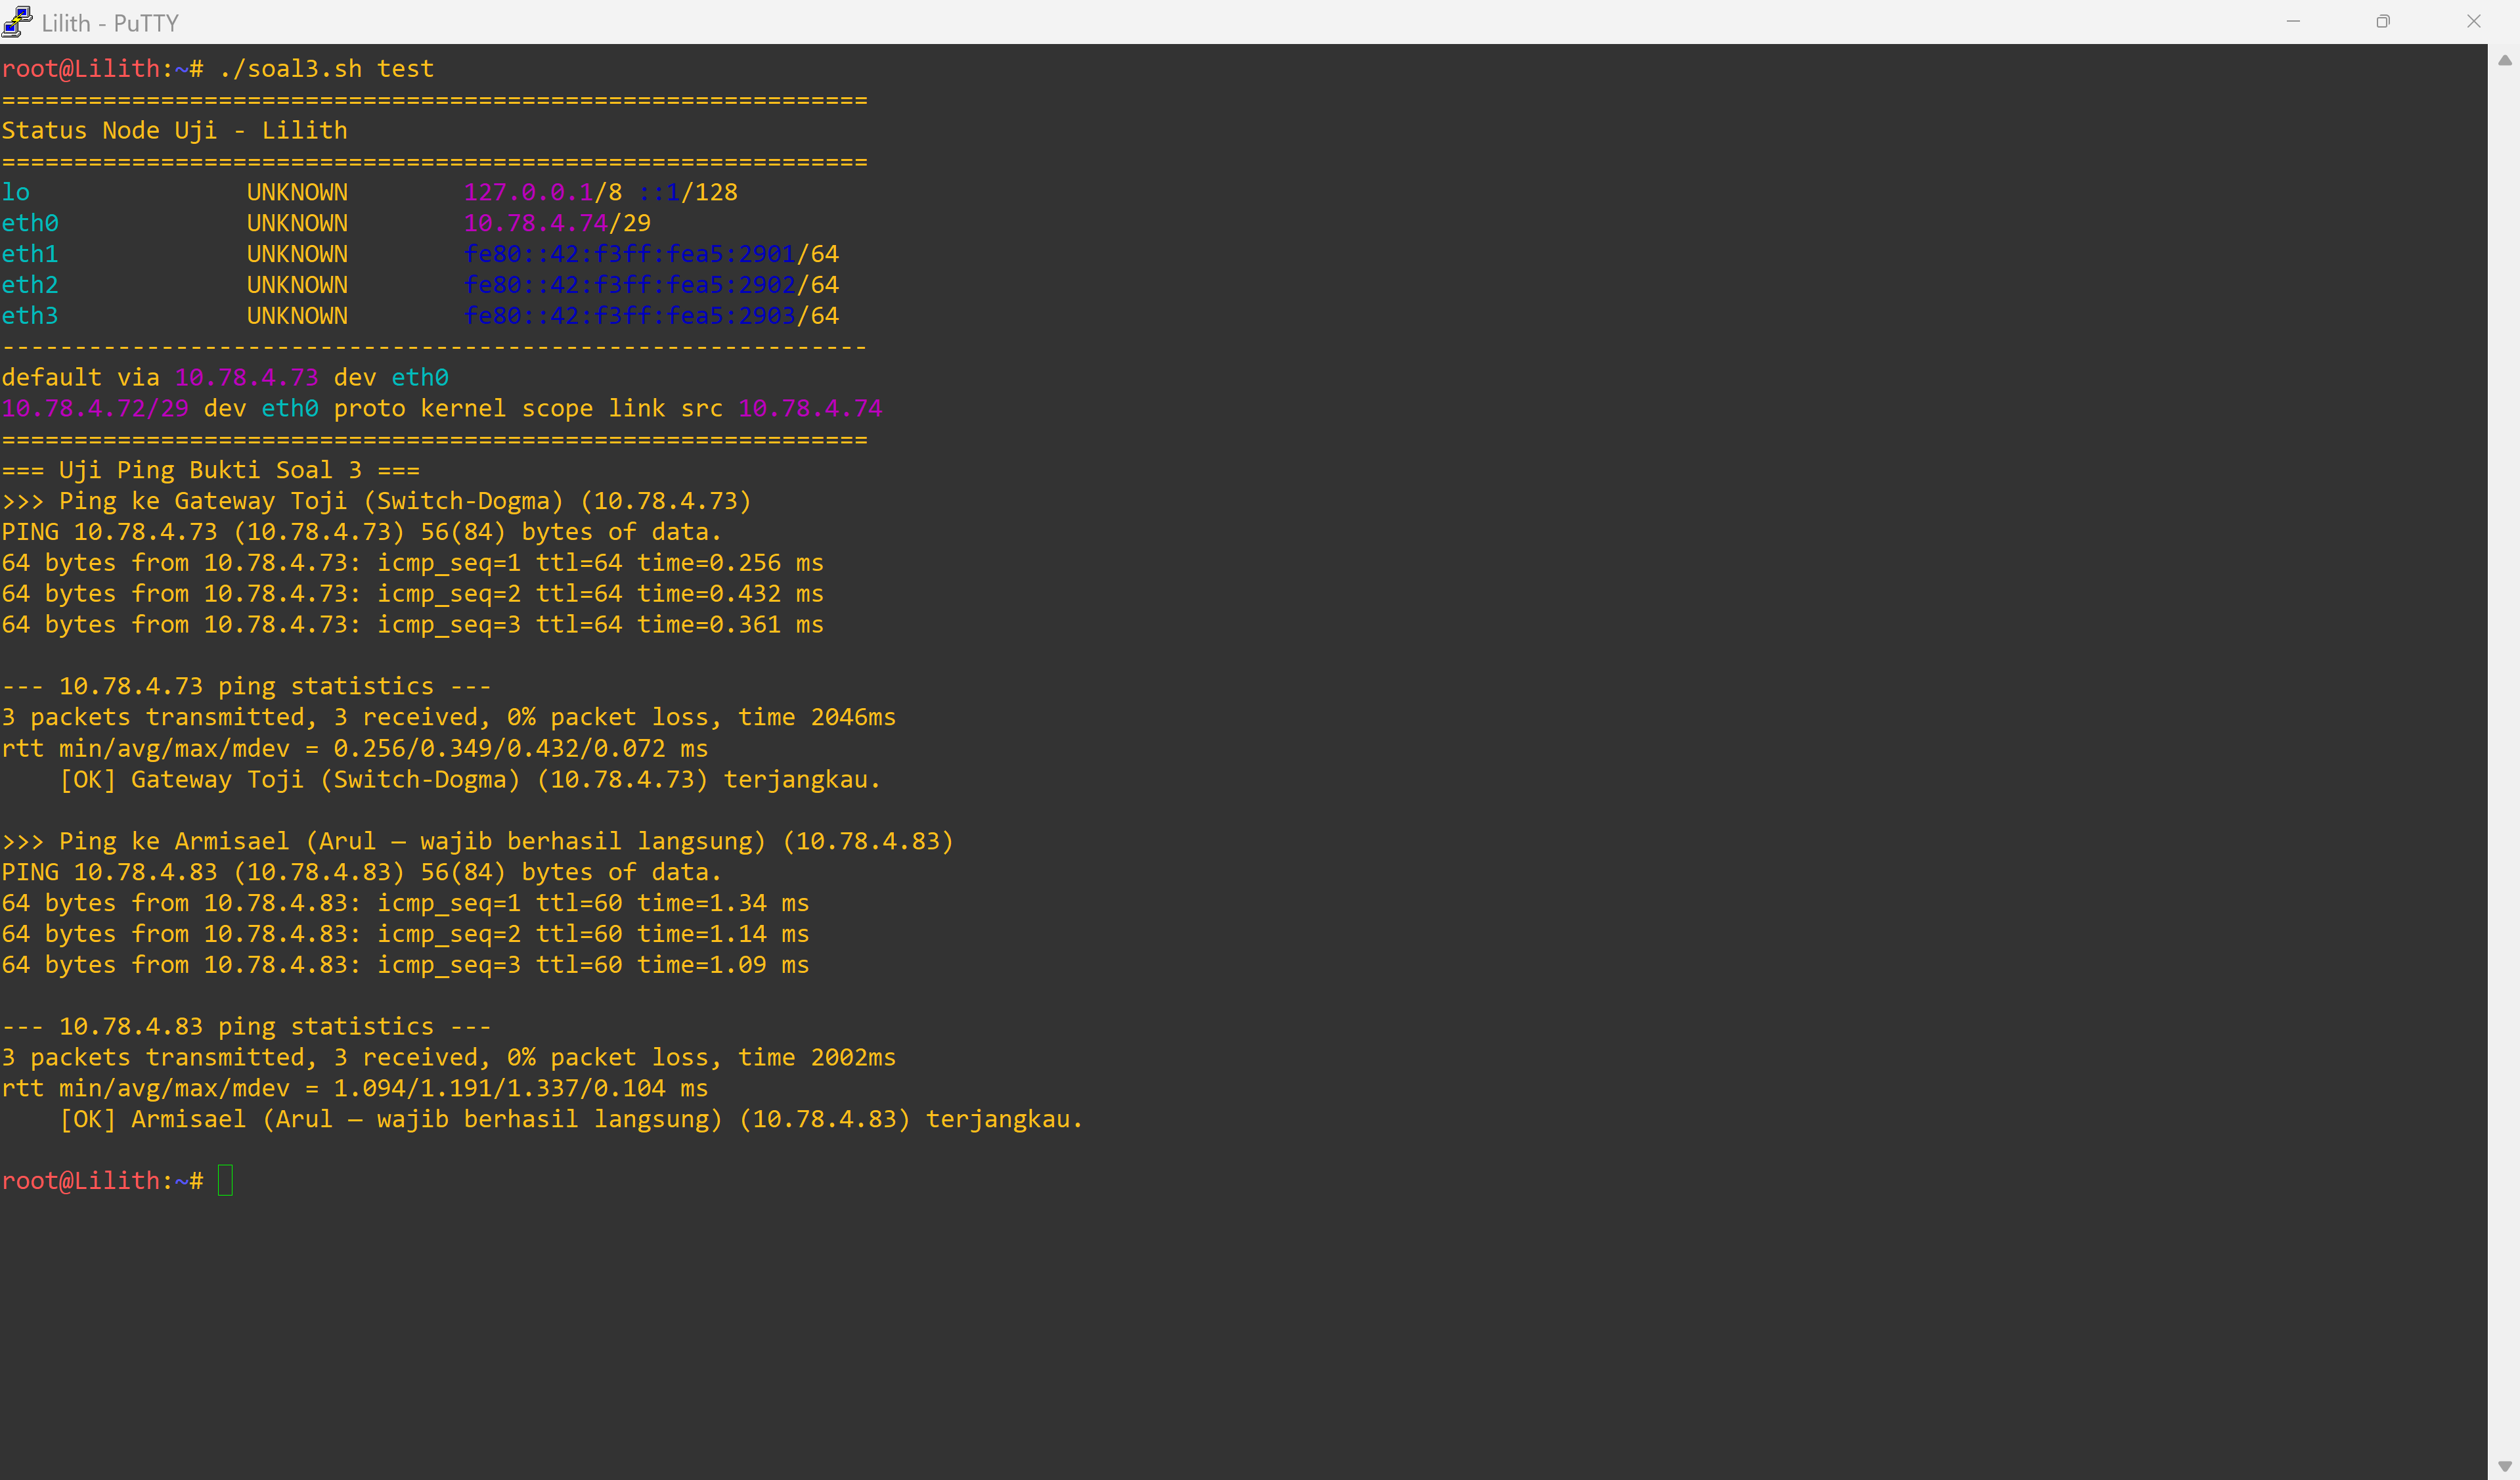 Lilith - PuTTY
root@Lilith:~# ./soal3.sh test
============================================================
Status Node Uji - Lilith
============================================================
lo               UNKNOWN        127.0.0.1/8 ::1/128
eth0             UNKNOWN        10.78.4.74/29
eth1             UNKNOWN        fe80::42:f3ff:fea5:2901/64
eth2             UNKNOWN        fe80::42:f3ff:fea5:2902/64
eth3             UNKNOWN        fe80::42:f3ff:fea5:2903/64
------------------------------------------------------------
default via 10.78.4.73 dev eth0
10.78.4.72/29 dev eth0 proto kernel scope link src 10.78.4.74
============================================================
=== Uji Ping Bukti Soal 3 ===
>>> Ping ke Gateway Toji (Switch-Dogma) (10.78.4.73)
PING 10.78.4.73 (10.78.4.73) 56(84) bytes of data.
64 bytes from 10.78.4.73: icmp_seq=1 ttl=64 time=0.256 ms
64 bytes from 10.78.4.73: icmp_seq=2 ttl=64 time=0.432 ms
64 bytes from 10.78.4.73: icmp_seq=3 ttl=64 time=0.361 ms
--- 10.78.4.73 ping statistics ---
3 packets transmitted, 3 received, 0% packet loss, time 2046ms
rtt min/avg/max/mdev = 0.256/0.349/0.432/0.072 ms
    [OK] Gateway Toji (Switch-Dogma) (10.78.4.73) terjangkau.
>>> Ping ke Armisael (Arul — wajib berhasil langsung) (10.78.4.83)
PING 10.78.4.83 (10.78.4.83) 56(84) bytes of data.
64 bytes from 10.78.4.83: icmp_seq=1 ttl=60 time=1.34 ms
64 bytes from 10.78.4.83: icmp_seq=2 ttl=60 time=1.14 ms
64 bytes from 10.78.4.83: icmp_seq=3 ttl=60 time=1.09 ms
--- 10.78.4.83 ping statistics ---
3 packets transmitted, 3 received, 0% packet loss, time 2002ms
rtt min/avg/max/mdev = 1.094/1.191/1.337/0.104 ms
    [OK] Armisael (Arul — wajib berhasil langsung) (10.78.4.83) terjangkau.
root@Lilith:~#